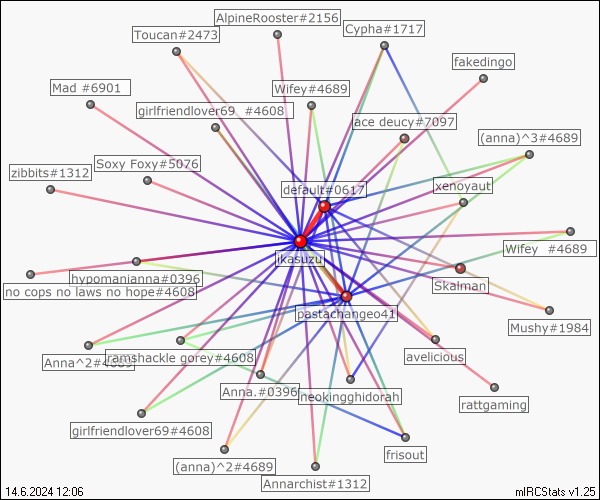 AlpineRooster#2156
Toucan#2473
Cypha#1717
fakedingo
Mad #6901
Wifey#4689
girlfriendlover69 #4608
ace deucy#7097
(anna)^3#4689
Soxy Foxy#5076
zibbits#1312
default#0617
xenoyaut
Wifey #4689
ikasuzu
hypomanianna#0396
Skalman
no cops no laws no hope#4608
pastachangeo41
Mushy#1984
Anna^2#4689
ramshackle gorey#4608
avelicious
Anna.#0396
neokingghidorah
rattgaming
girlfriendlover69#4608
frisout
(anna)^2#4689
Annarchist#1312
14.6.2024 12:06
mIRCStats v1.25